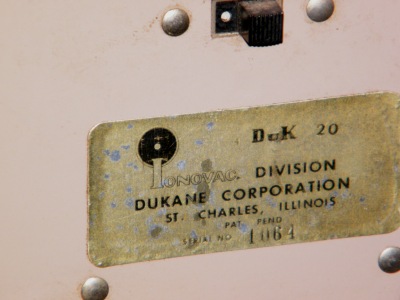 DuK 20
IONOVAC DIVISION
DUKANE CORPORATION
ST. CHARLES, ILLINOIS
PAT. PEND
SERIAL NO 1064